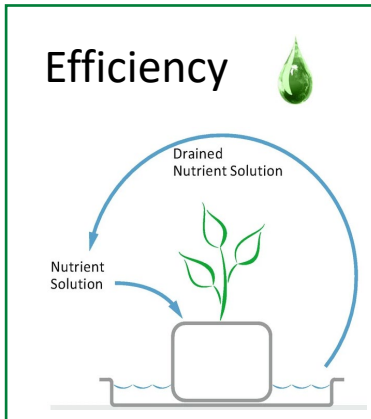 Efficiency
Drained
Nutrient Solution
Nutrient
Solution